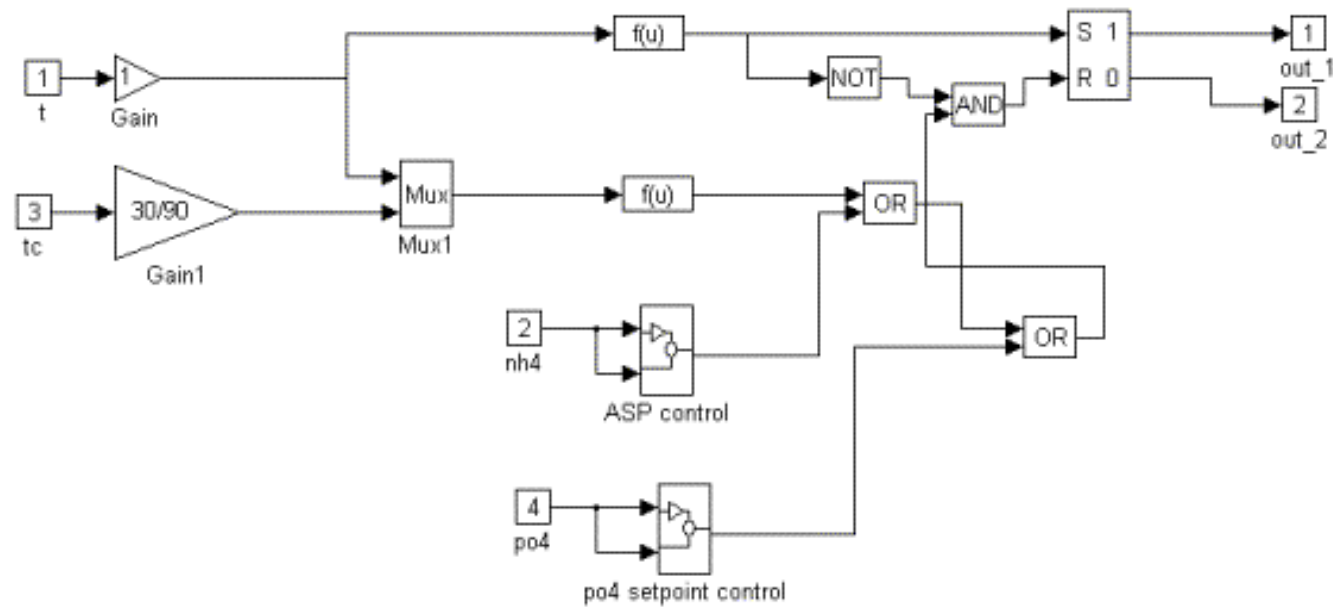 f(u)
S 1
R 0
1
out_1
1
t
1
Gain
NOT
AND
2
out_2
3
tc
30/90
Gain1
Mux
Mux1
f(u)
OR
2
nh4
ASP control
OR
4
po4
po4 setpoint control